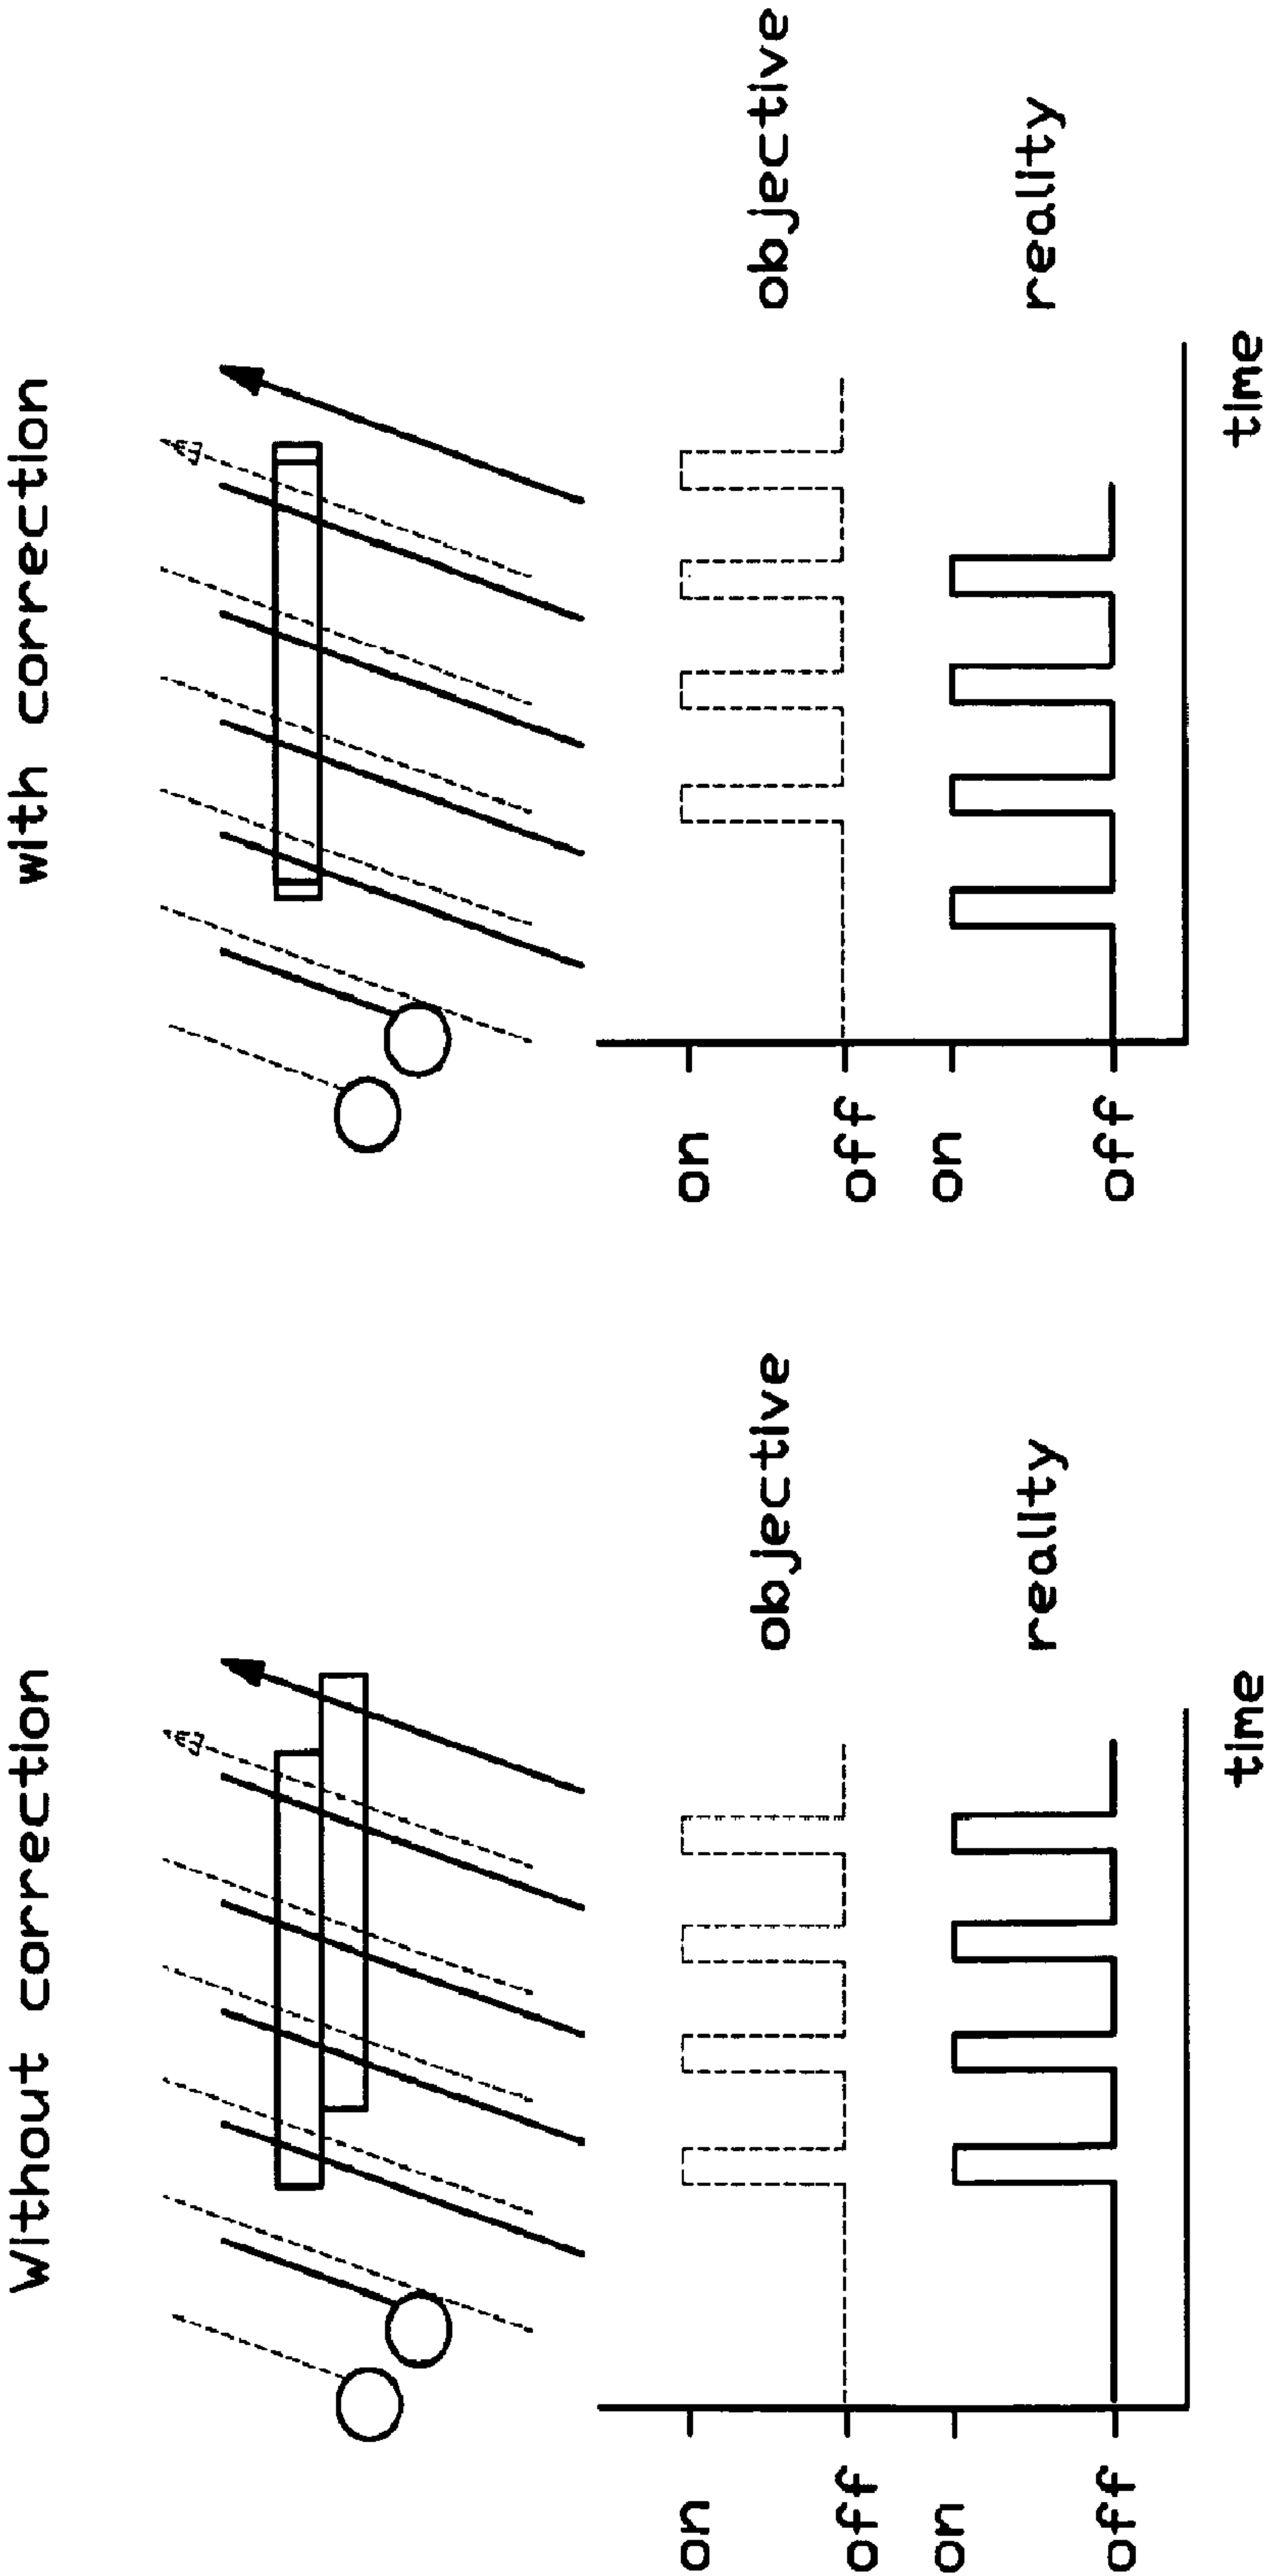 Without correction
on
off
objective
on
off
reality
time
with correction
on
off
objective
on
off
reality
time